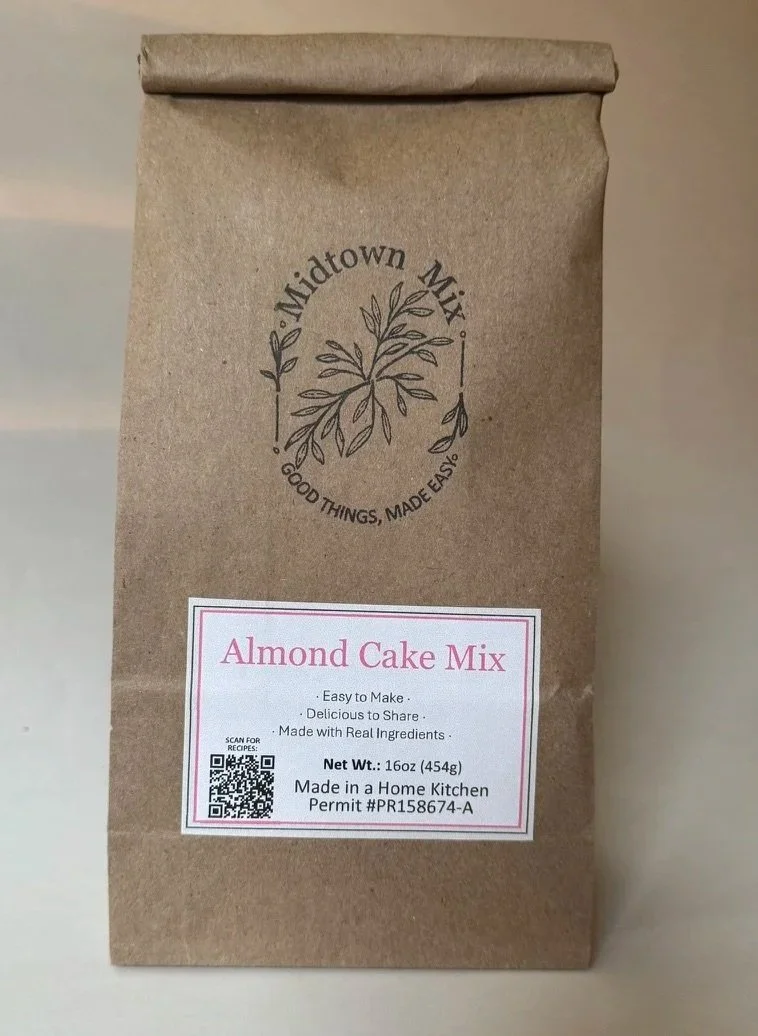 Midtown Mix
GOOD THINGS, MADE EASY
Almond Cake Mix
· Easy to Make ·
· Delicious to Share ·
· Made with Real Ingredients ·
SCAN FOR
RECIPES:
Net Wt.: 16oz (454g)
Made in a Home Kitchen
Permit #PR158674-A